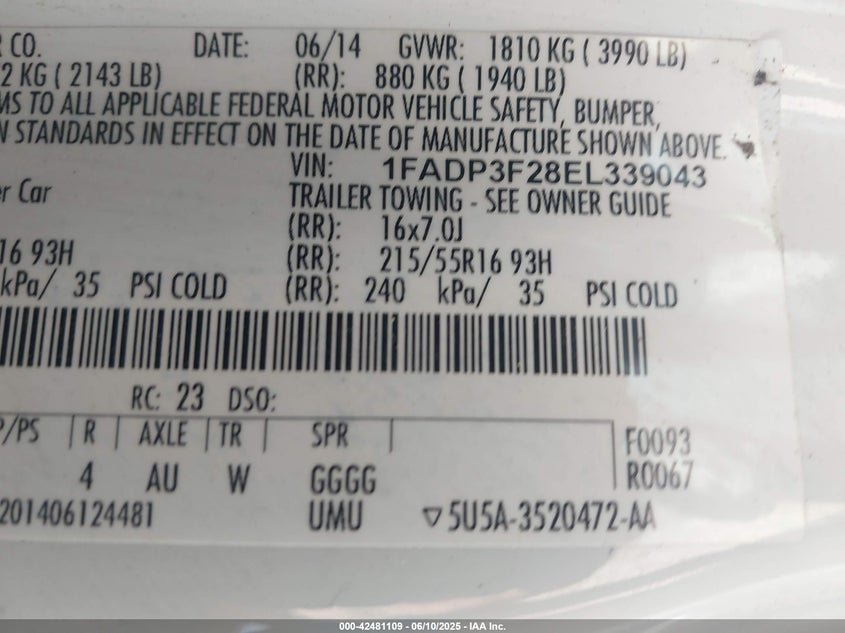 R CO. DATE: 06/14 GVWR: 1810 KG ( 3990 LB)
2 KG ( 2143 LB) (RR): 880 KG ( 1940 LB)
MS TO ALL APPLICABLE FEDERAL MOTOR VEHICLE SAFETY, BUMPER,
N STANDARDS IN EFFECT ON THE DATE OF MANUFACTURE SHOWN ABOVE.
VIN: 1FADP3F28EL339043
er Car TRAILER TOWING - SEE OWNER GUIDE
(RR): 16x7.0J
16 93H (RR): 215/55R16 93H
kPa/ 35 PSI COLD (RR): 240 kPa/ 35 PSI COLD
RC: 23 DSO:
P/PS R AXLE TR SPR F0093
4 AU W GGGG R0067
201406124481 UMU ▽5U5A-3520472-AA
000-42481109 - 06/10/2025 - IAA Inc.